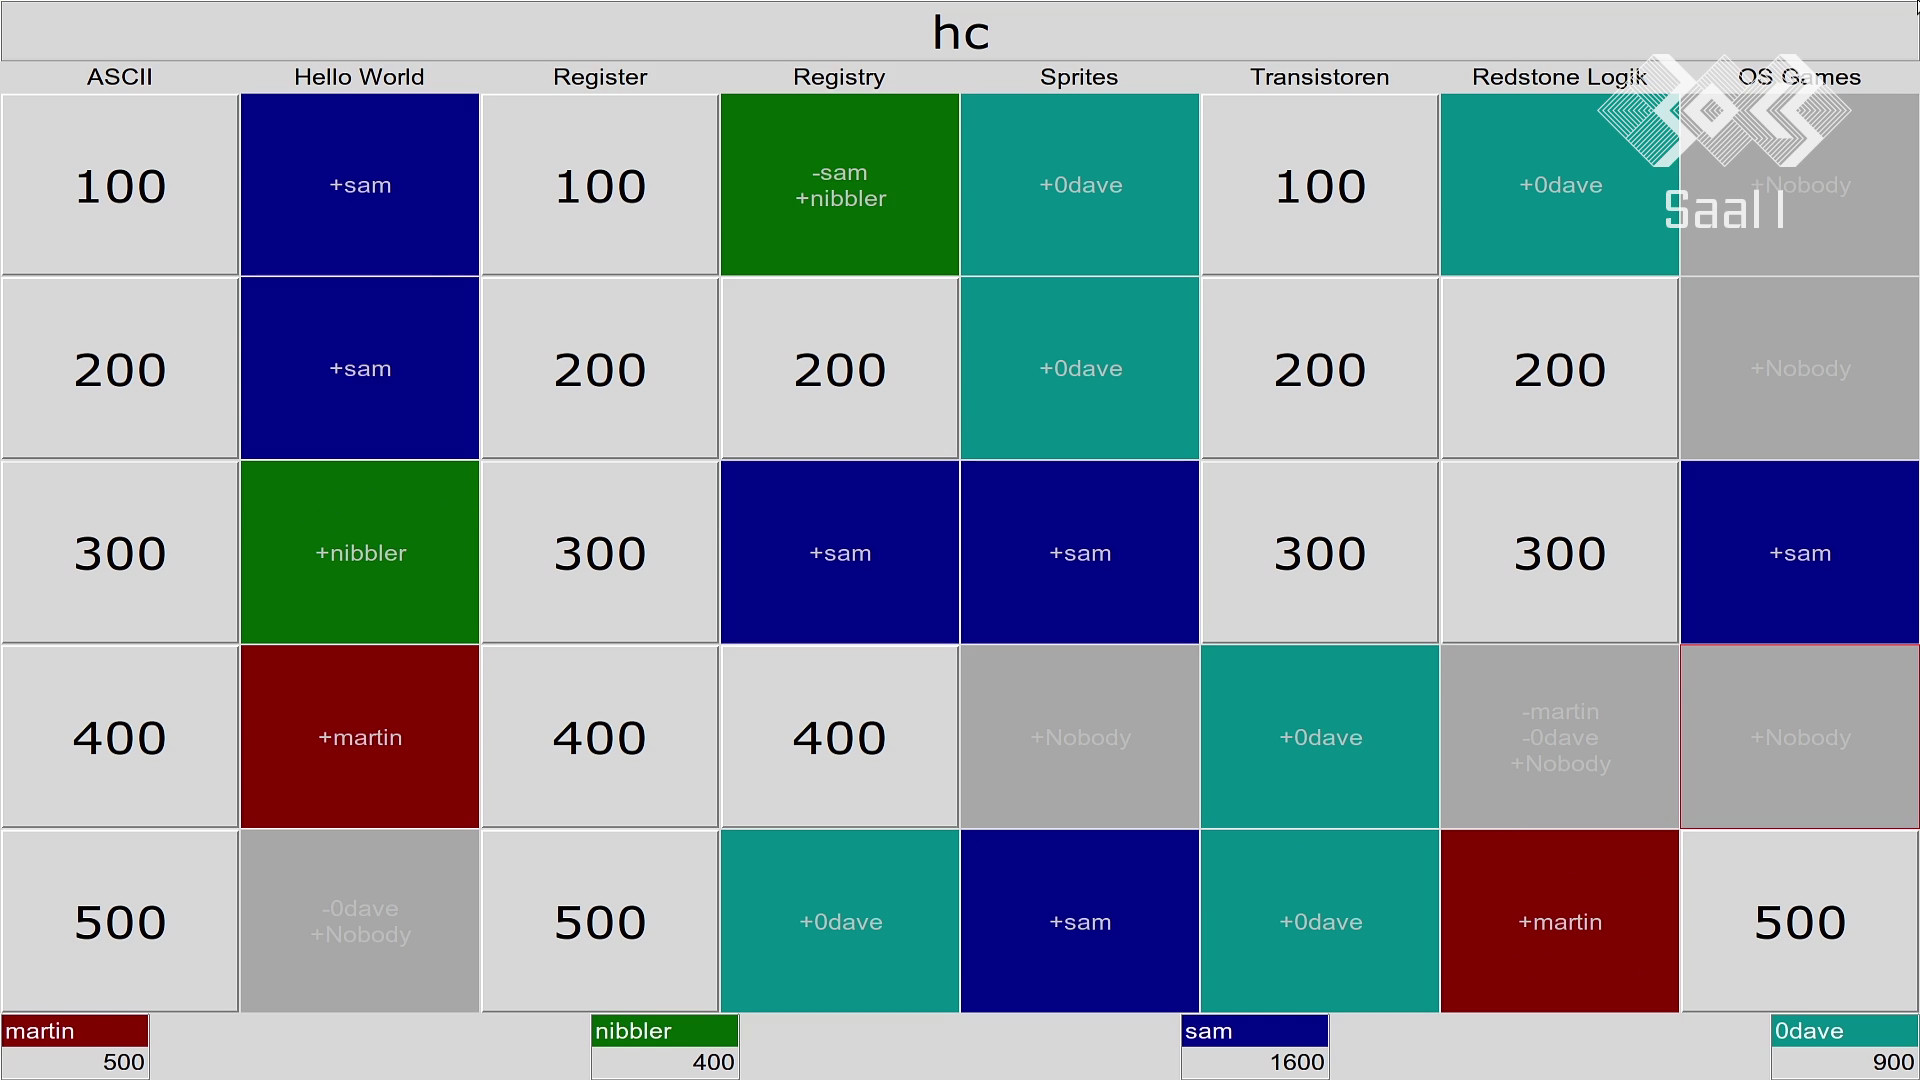 hc
ASCII Hello World Register Registry Sprites Transistoren Redstone Logik OS Games
100 +sam 100 -sam +0dave 100 +0dave +Nobody
+nibbler
Saal 1
200 +sam 200 200 +0dave 200 200 +Nobody
300 +nibbler 300 +sam +sam 300 300 +sam
400 +martin 400 400 +Nobody +0dave -martin +Nobody
-0dave
+Nobody
500 -0dave 500 +0dave +sam +0dave +martin 500
+Nobody
martin nibbler sam 0dave
500 400 1600 900